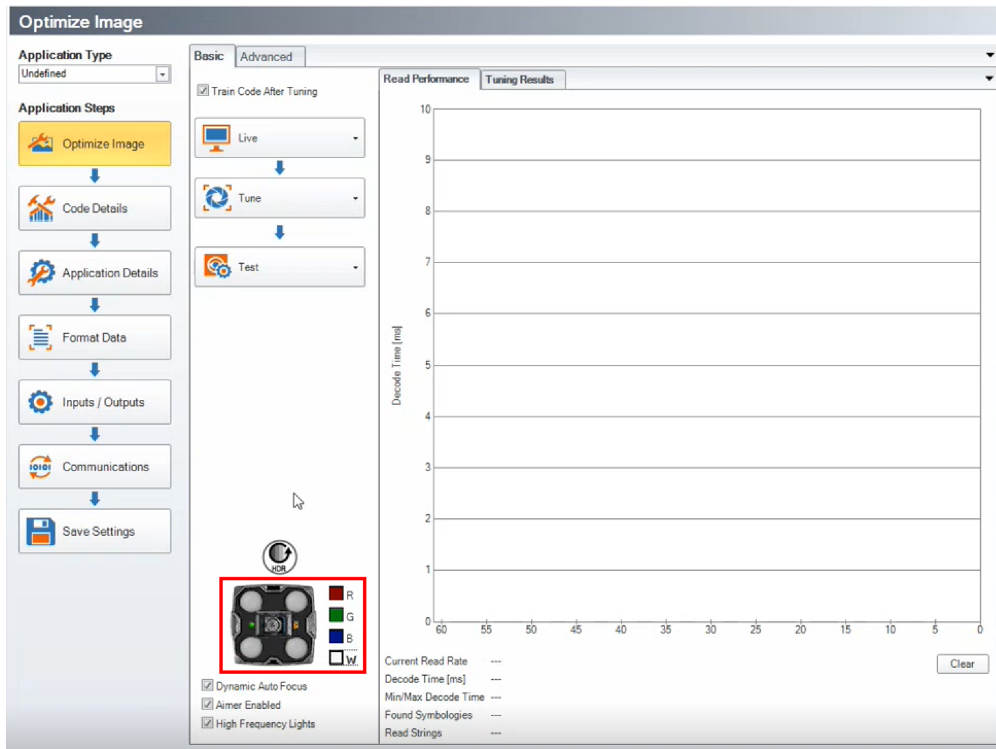 Optimize Image
Application Type
Undefined
Application Steps
Optimize Image
Code Details
Application Details
Format Data
Inputs / Outputs
Communications
Save Settings
Basic
Advanced
Train Code After Tuning
Live
Tune
Test
HDR
R
G
B
W
Dynamic Auto Focus
Aimer Enabled
High Frequency Lights
Read Performance
Tuning Results
10
9
8
7
6
5
4
3
2
1
0
Decode Time [ms]
60 55 50 45 40 35 30 25 20 15 10 5 0
Current Read Rate ---
Decode Time [ms] ---
Min/Max Decode Time ---
Found Symbologies ---
Read Strings ---
Clear